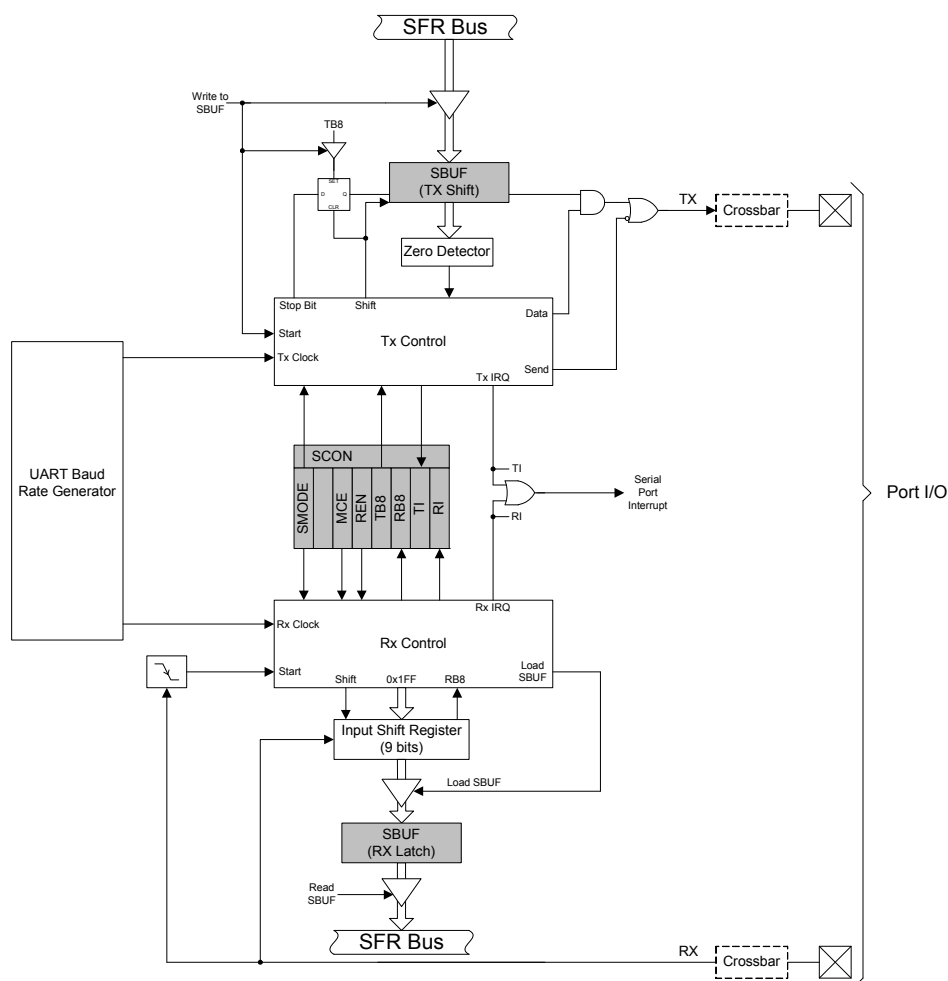 SFR Bus
Write to
SBUF
TB8
SET
D
Q
CLR
SBUF
(TX Shift)
TX
Crossbar
Zero Detector
Stop Bit
Shift
Data
Start
Tx Control
Tx Clock
Send
Tx IRQ
UART Baud
Rate Generator
SCON
SMODE
MCE
REN
TB8
RB8
TI
RI
TI
RI
Serial
Port
Interrupt
Port I/O
Rx IRQ
Rx Clock
Rx Control
Start
Load
SBUF
Shift
0x1FF
RB8
Input Shift Register
(9 bits)
Load SBUF
SBUF
(RX Latch)
Read
SBUF
SFR Bus
RX
Crossbar